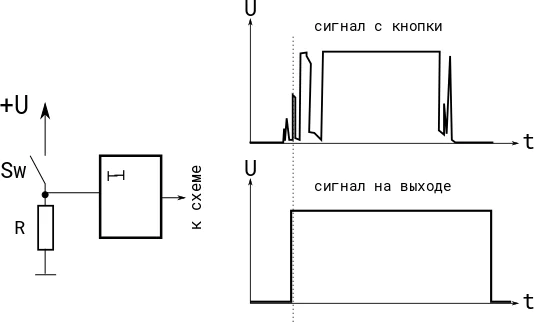 U
сигнал с кнопки
t
+U
Sw
R
к схеме
U
сигнал на выходе
t